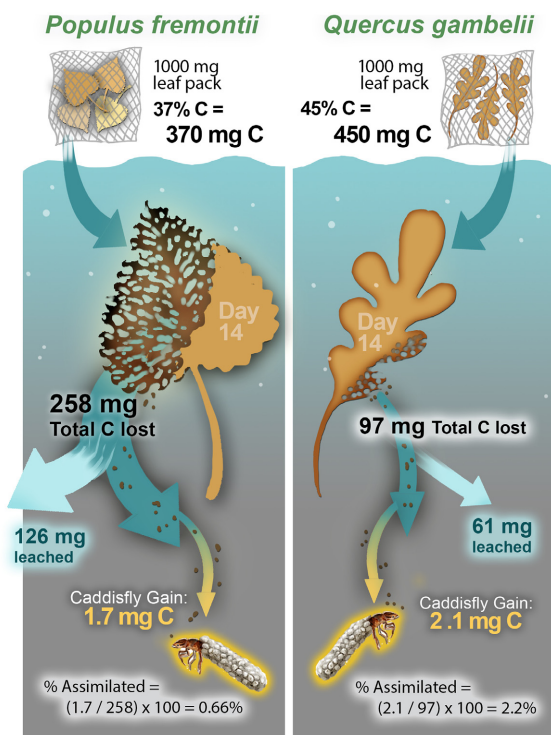 Populus fremontii
1000 mg
leaf pack
37% C =
370 mg C
Day
14
258 mg
Total C lost
126 mg
leached
Caddisfly Gain:
1.7 mg C
% Assimilated =
(1.7 / 258) x 100 = 0.66%
Quercus gambelii
1000 mg
leaf pack
45% C =
450 mg C
Day
14
97 mg Total C lost
61 mg
leached
Caddisfly Gain:
2.1 mg C
% Assimilated =
(2.1 / 97) x 100 = 2.2%